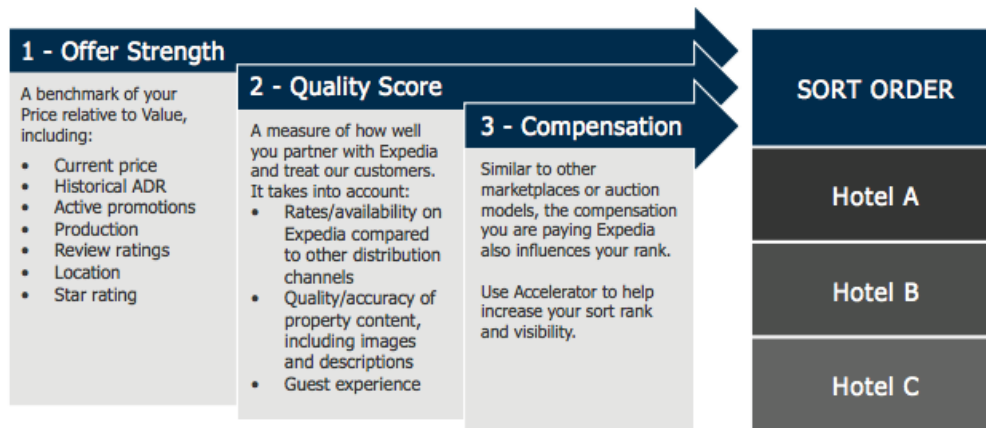 1 - Offer Strength
A benchmark of your
Price relative to Value,
including:
• Current price
• Historical ADR
• Active promotions
• Production
• Review ratings
• Location
• Star rating
2 - Quality Score
A measure of how well
you partner with Expedia
and treat our customers.
It takes into account:
• Rates/availability on
Expedia compared
to other distribution
channels
• Quality/accuracy of
property content,
including images
and descriptions
• Guest experience
3 - Compensation
Similar to other
marketplaces or auction
models, the compensation
you are paying Expedia
also influences your rank.
Use Accelerator to help
increase your sort rank
and visibility.
SORT ORDER
Hotel A
Hotel B
Hotel C